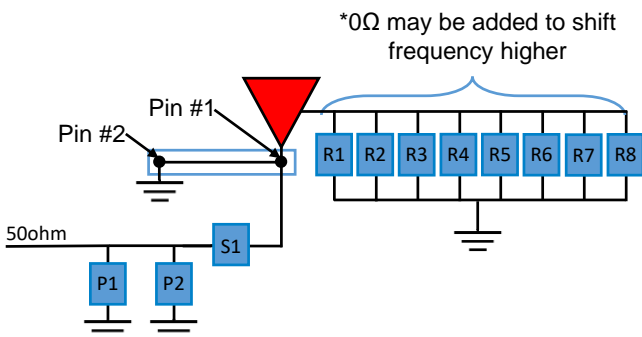 *0Ω may be added to shift
frequency higher
Pin #1
Pin #2
R1 R2 R3 R4 R5 R6 R7 R8
50ohm
S1
P1 P2